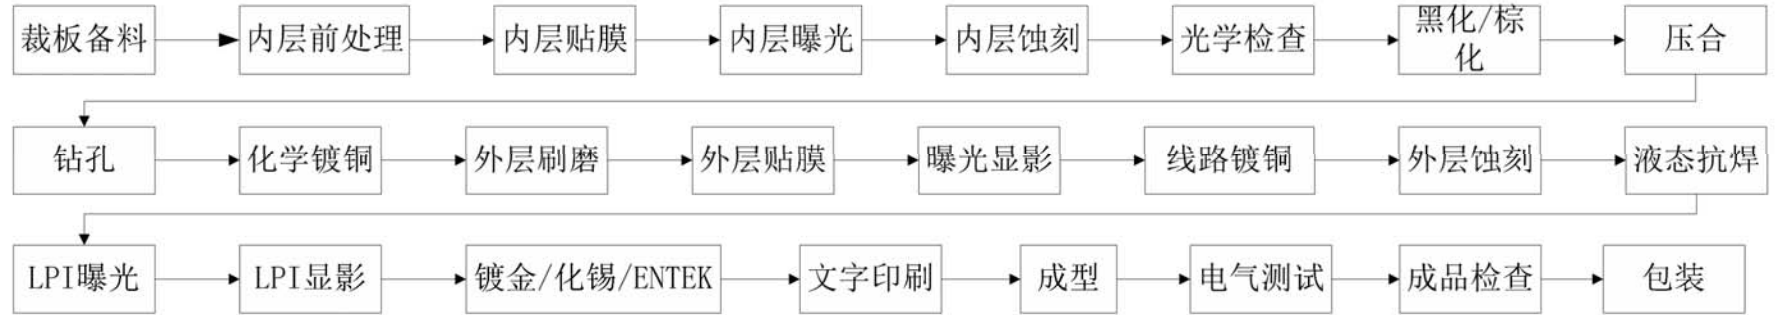 裁板备料
内层前处理
内层贴膜
内层曝光
内层蚀刻
光学检查
黑化/棕
化
压合
钻孔
化学镀铜
外层刷磨
外层贴膜
曝光显影
线路镀铜
外层蚀刻
液态抗焊
LPI曝光
LPI显影
镀金/化锡/ENTEK
文字印刷
成型
电气测试
成品检查
包装